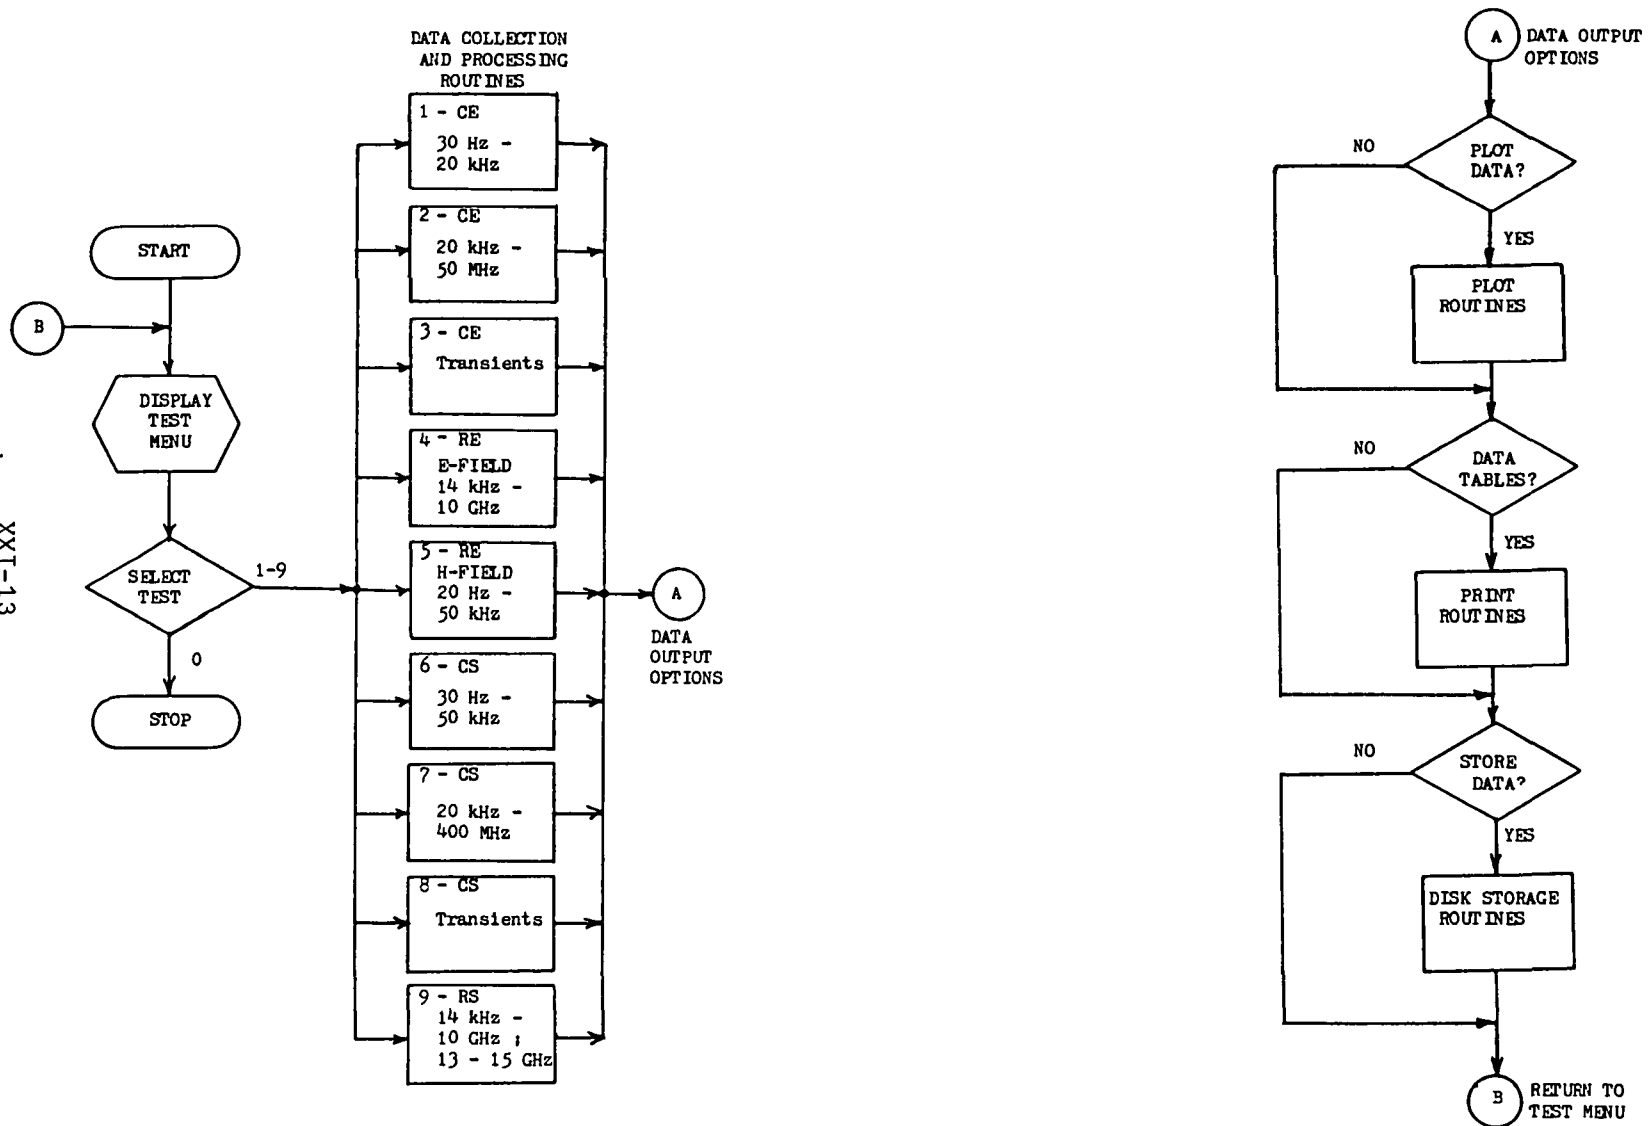 DATA COLLECTION
AND PROCESSING
ROUTINES
START
B
DISPLAY
TEST
MENU
SELECT
TEST
1-9
0
STOP
XXI-13
1 - CE
30 Hz -
20 kHz
2 - CE
20 kHz -
50 MHz
3 - CE
Transients
4 - RE
E-FIELD
14 kHz -
10 GHz
5 - RE
H-FIELD
20 Hz -
50 kHz
6 - CS
30 Hz -
50 kHz
7 - CS
20 kHz -
400 MHz
8 - CS
Transients
9 - RS
14 kHz -
10 GHz ;
13 - 15 GHz
A
DATA
OUTPUT
OPTIONS
A
DATA OUTPUT
OPTIONS
PLOT
DATA?
NO
YES
PLOT
ROUTINES
DATA
TABLES?
NO
YES
PRINT
ROUTINES
STORE
DATA?
NO
YES
DISK STORAGE
ROUTINES
B
RETURN TO
TEST MENU